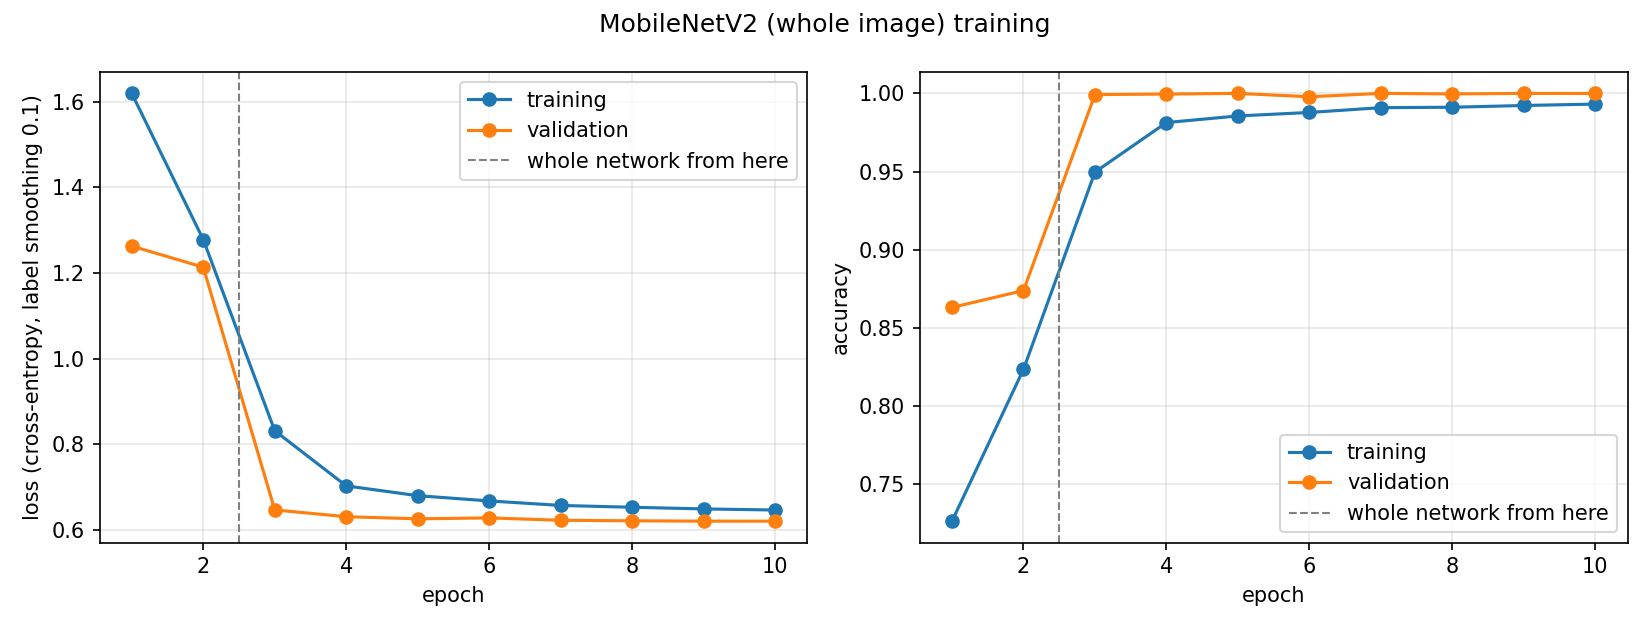 MobileNetV2 (whole image) training
loss (cross-entropy, label smoothing 0.1)
1.6
1.4
1.2
1.0
0.8
0.6
2
4
6
8
10
epoch
training
validation
whole network from here
accuracy
1.00
0.95
0.90
0.85
0.80
0.75
2
4
6
8
10
epoch
training
validation
whole network from here